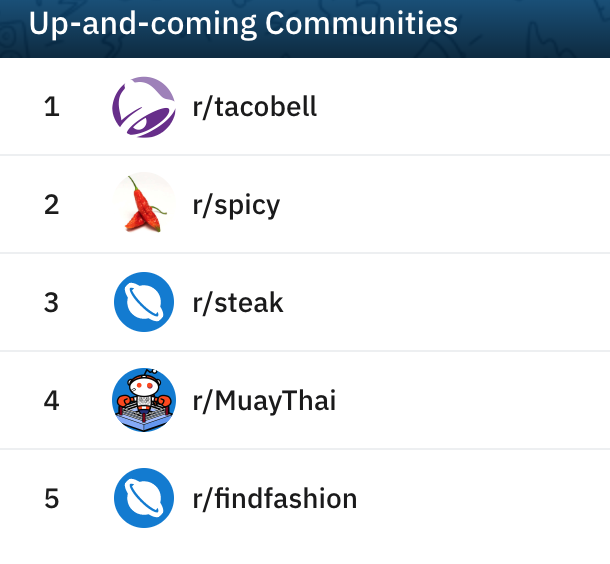 Up-and-coming Communities
1 r/tacobell
2 r/spicy
3 r/steak
4 r/MuayThai
5 r/findfashion